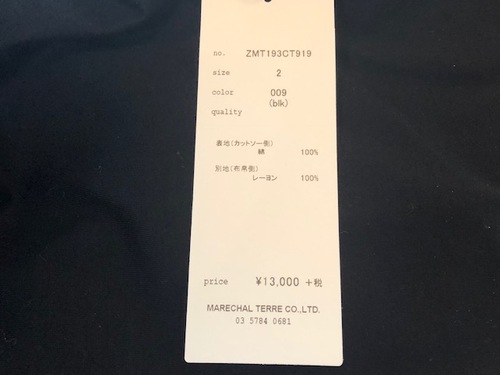 no. ZMT193CT919
size 2
color 009
(blk)
quality
表地(カットソー側)
綿 100%
別地(布帛側)
レーヨン 100%
price ¥13,000 +税
MARECHAL TERRE CO.,LTD.
03 5784 0681